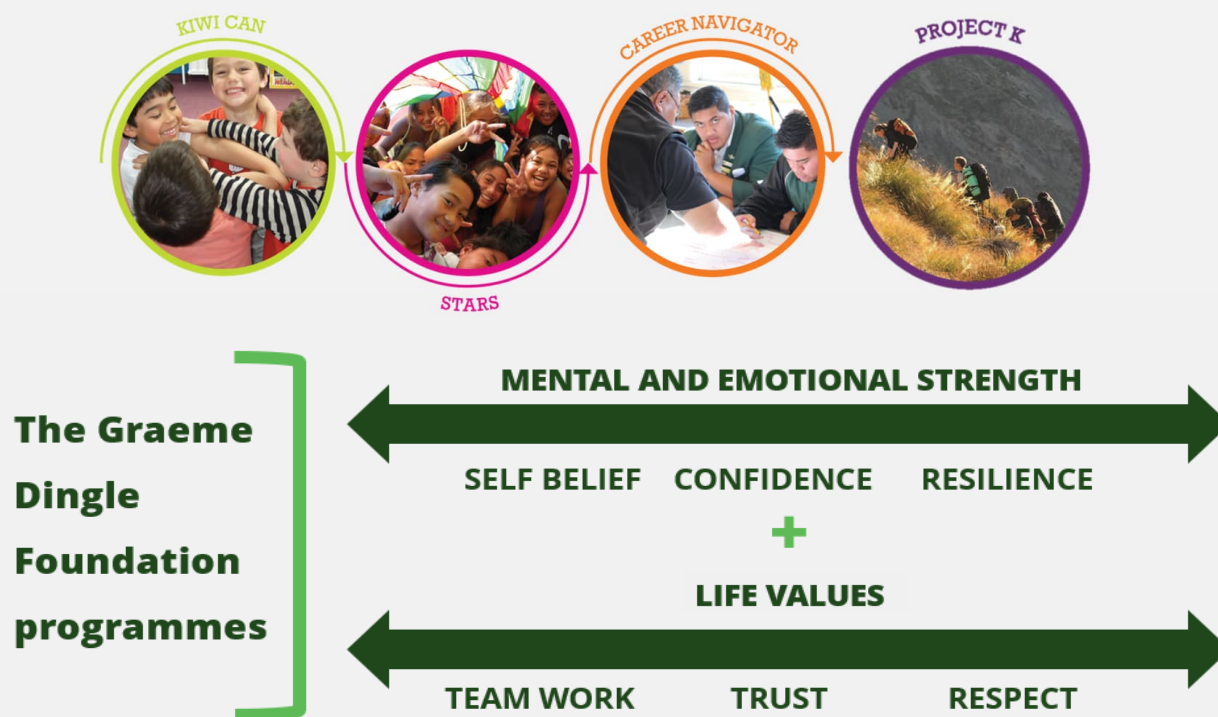 KIWI CAN
STARS
CAREER NAVIGATOR
PROJECT K
The Graeme
Dingle
Foundation
programmes
MENTAL AND EMOTIONAL STRENGTH
SELF BELIEF CONFIDENCE RESILIENCE
+
LIFE VALUES
TEAM WORK TRUST RESPECT